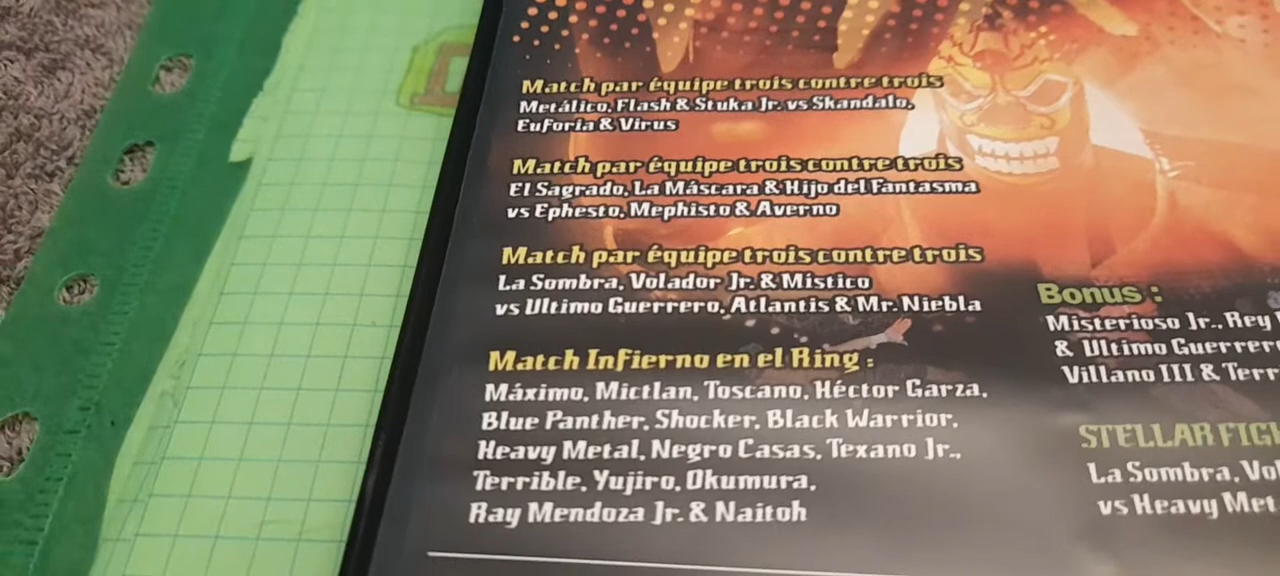 Match par équipe trois contre trois
Metálico, Flash & Stuka Jr. vs Skandalo,
Euforia & Virus
Match par équipe trois contre trois
El Sagrado, La Máscara & Hijo del Fantasma
vs Ephesto, Mephisto & Averno
Match par équipe trois contre trois
La Sombra, Volador Jr. & Místico
vs Ultimo Guerrero, Atlantis & Mr. Niebla
Match Infierno en el Ring :
Máximo, Mictlan, Toscano, Héctor Garza,
Blue Panther, Shocker, Black Warrior,
Heavy Metal, Negro Casas, Texano Jr.,
Terrible, Yujiro, Okumura,
Ray Mendoza Jr. & Naitoh
Bonus :
Misterioso Jr., Rey
& Ultimo Guerrero
Villano III & Terr
STELLAR FIGH
La Sombra, Vol
vs Heavy Met